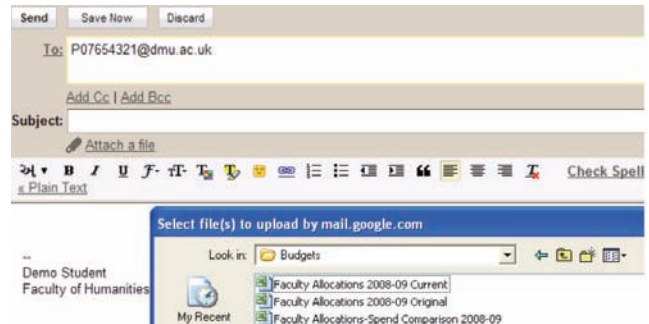 Send Save Now Discard
To: P07654321@dmu.ac.uk
Add Cc | Add Bcc
Subject:
Attach a file
અ B I U F- TT- T T Check Spell
« Plain Text
Select file(s) to upload by mail.google.com
Look in: Budgets
--
Demo Student
Faculty of Humanities
Faculty Allocations 2008-09 Current
Faculty Allocations 2008-09 Original
My Recent
Faculty Allocations-Spend Comparison 2008-09